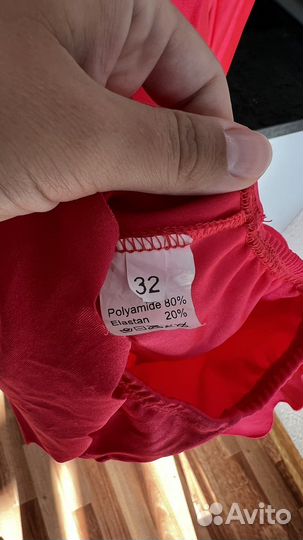 32
Polyamide 80%
Elastan 20%
Avito